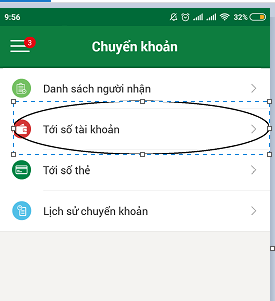 9:56
32%
3
Chuyển khoản
Danh sách người nhận
Tới số tài khoản
Tới số thẻ
Lịch sử chuyển khoản